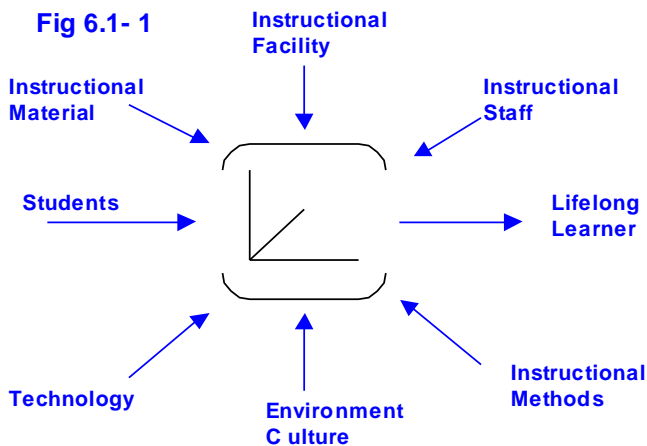 Fig 6.1- 1
Instructional
Facility
Instructional
Material
Instructional
Staff
Students
Lifelong
Learner
Technology
Environment
C ulture
Instructional
Methods